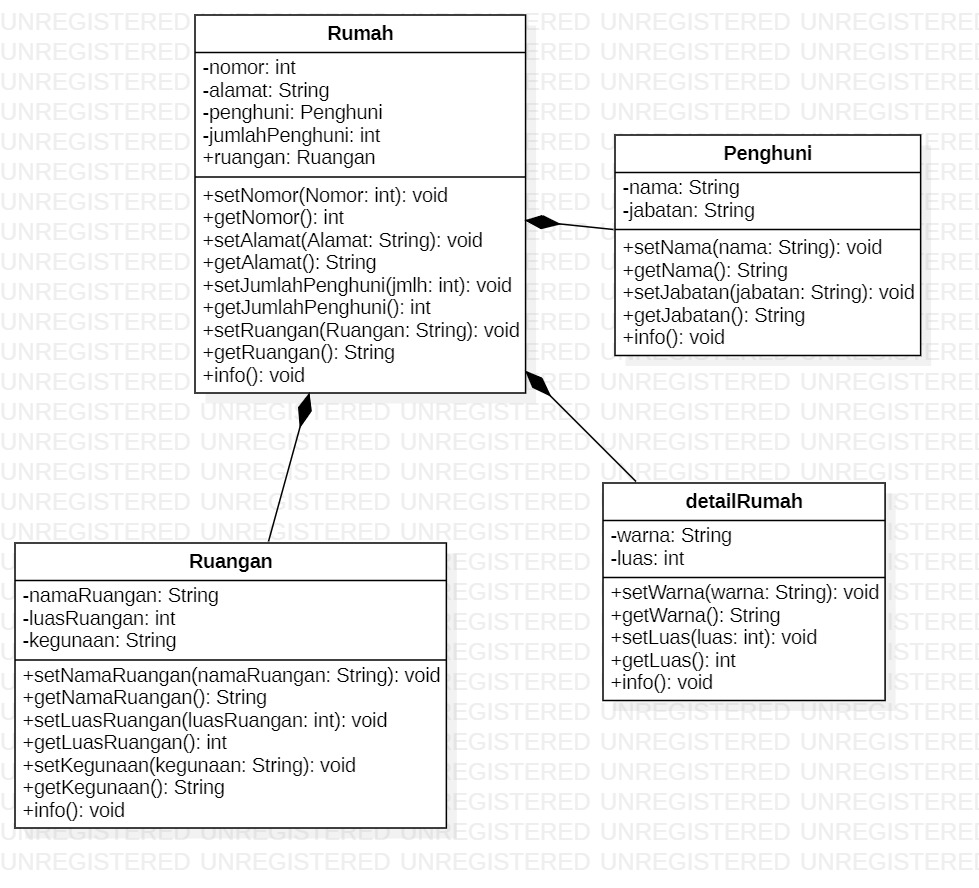 Rumah
-nomor: int
-alamat: String
-penghuni: Penghuni
-jumlahPenghuni: int
+ruangan: Ruangan
+setNomor(Nomor: int): void
+getNomor(): int
+setAlamat(Alamat: String): void
+getAlamat(): String
+setJumlahPenghuni(jmlh: int): void
+getJumlahPenghuni(): int
+setRuangan(Ruangan: String): void
+getRuangan(): String
+info(): void
Penghuni
-nama: String
-jabatan: String
+setNama(nama: String): void
+getNama(): String
+setJabatan(jabatan: String): void
+getJabatan(): String
+info(): void
detailRumah
-warna: String
-luas: int
+setWarna(warna: String): void
+getWarna(): String
+setLuas(luas: int): void
+getLuas(): int
+info(): void
Ruangan
-namaRuangan: String
-luasRuangan: int
-kegunaan: String
+setNamaRuangan(namaRuangan: String): void
+getNamaRuangan(): String
+setLuasRuangan(luasRuangan: int): void
+getLuasRuangan(): int
+setKegunaan(kegunaan: String): void
+getKegunaan(): String
+info(): void
UNREGISTERED UNREGISTERED UNREGISTERED UNREGISTERED UNREGISTERED